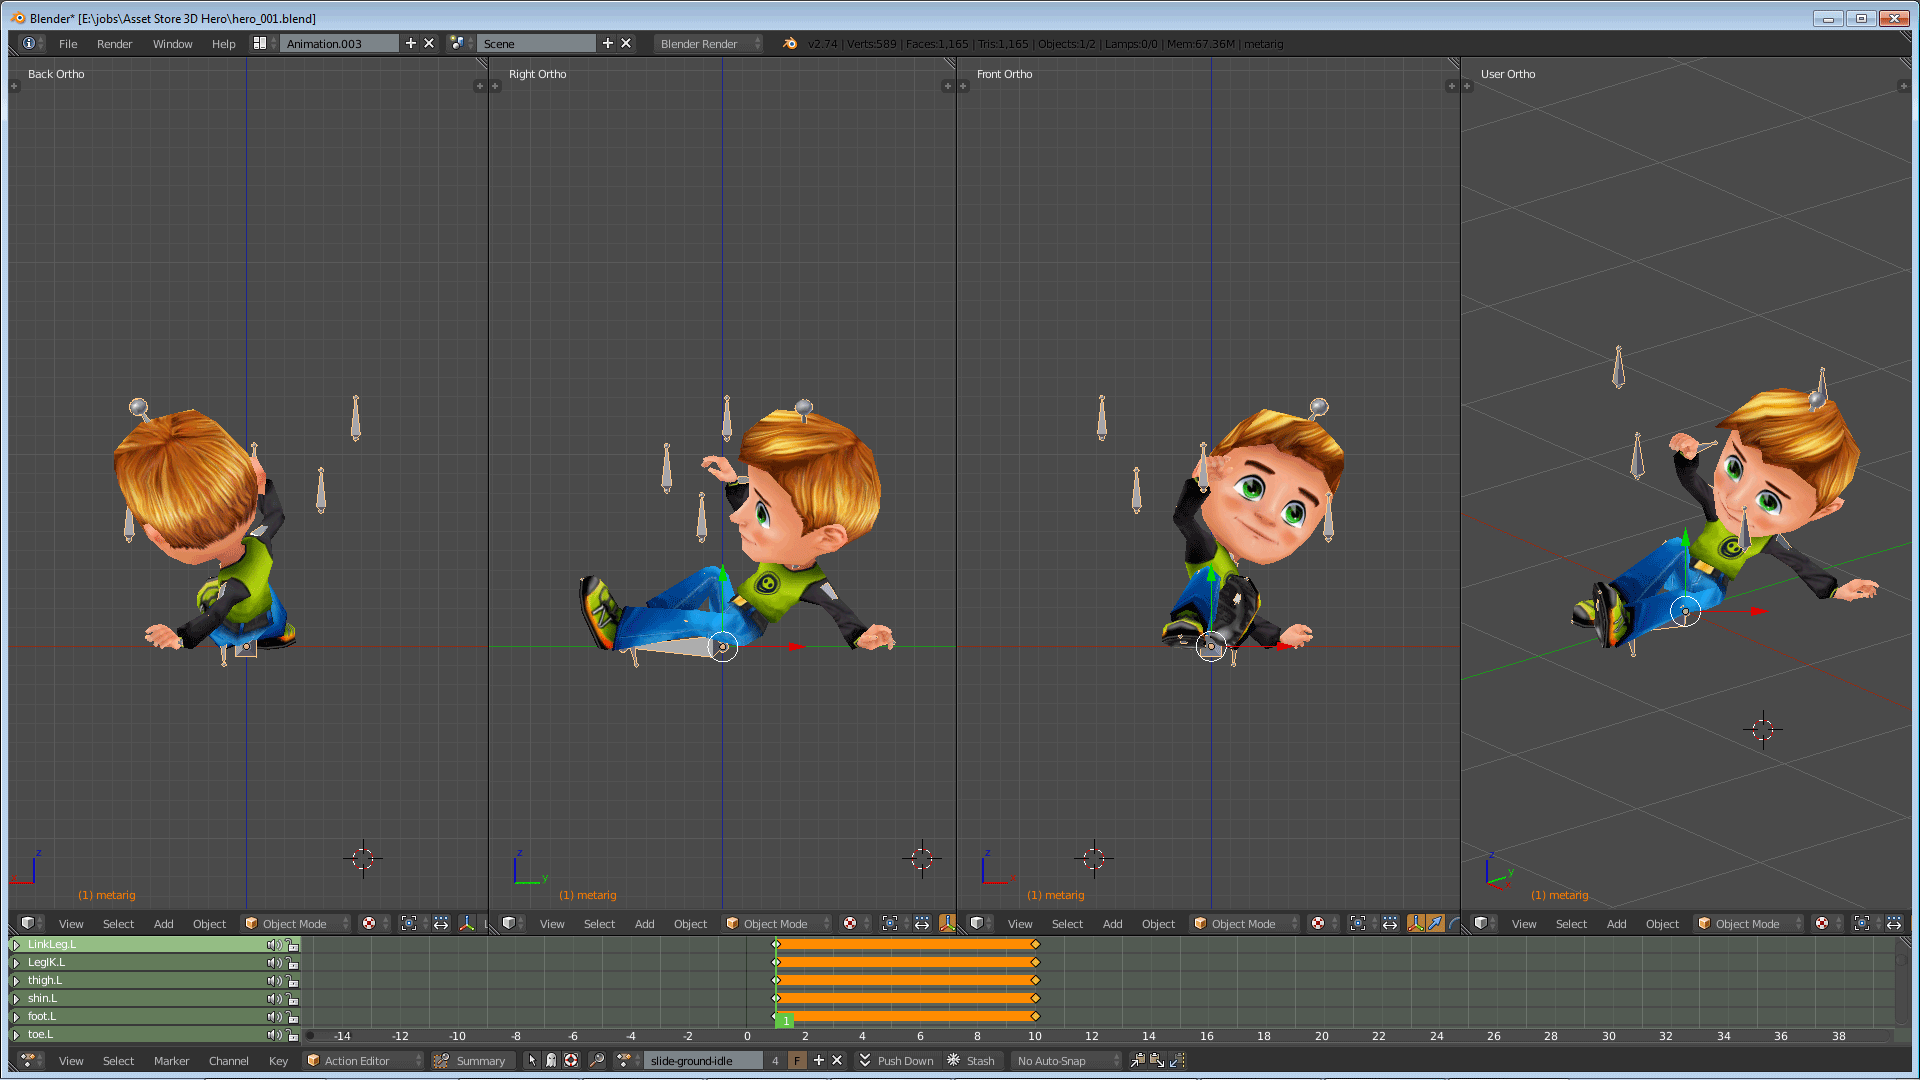 Blender* [E:\jobs\Asset Store 3D Hero\hero_001.blend]
File Render Window Help Animation.003 Scene Blender Render v2.74 | Verts:589 | Faces:1,165 | Tris:1,165 | Objects:1/2 | Lamps:0/0 | Mem:67.36M | metarig
Back Ortho Right Ortho Front Ortho User Ortho
z z y z x z y x
(1) metarig (1) metarig (1) metarig (1) metarig
View Select Add Object Object Mode View Select Add Object Object Mode View Select Add Object Object Mode View Select Add Object Object Mode
LinkLeg.L
LegIK.L
thigh.L
shin.L
foot.L
1
toe.L -14 -12 -10 -8 -6 -4 -2 0 2 4 6 8 10 12 14 16 18 20 22 24 26 28 30 32 34 36 38
View Select Marker Channel Key Action Editor Summary slide-ground-idle 4 F Push Down Stash No Auto-Snap